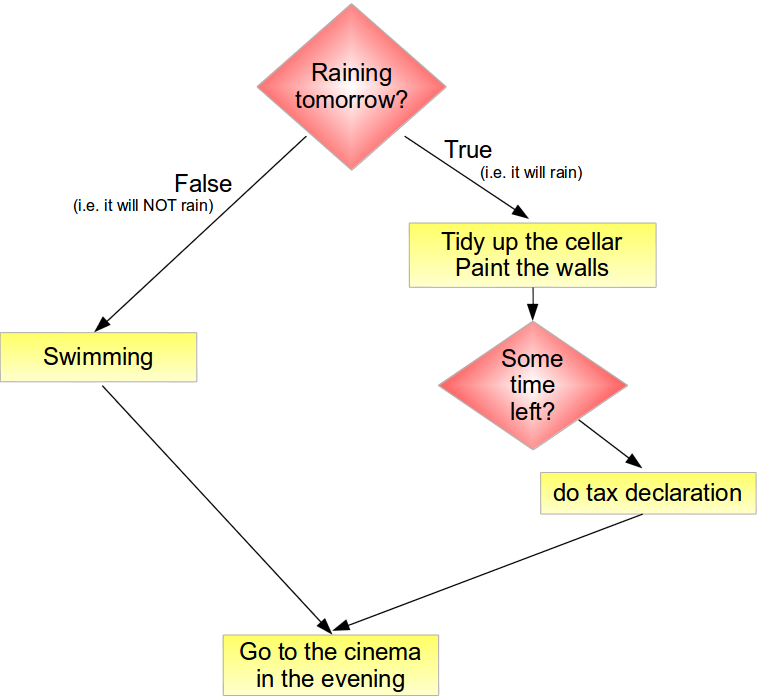 Raining
tomorrow?
True
(i.e. it will rain)
False
(i.e. it will NOT rain)
Tidy up the cellar
Paint the walls
Swimming
Some
time
left?
do tax declaration
Go to the cinema
in the evening